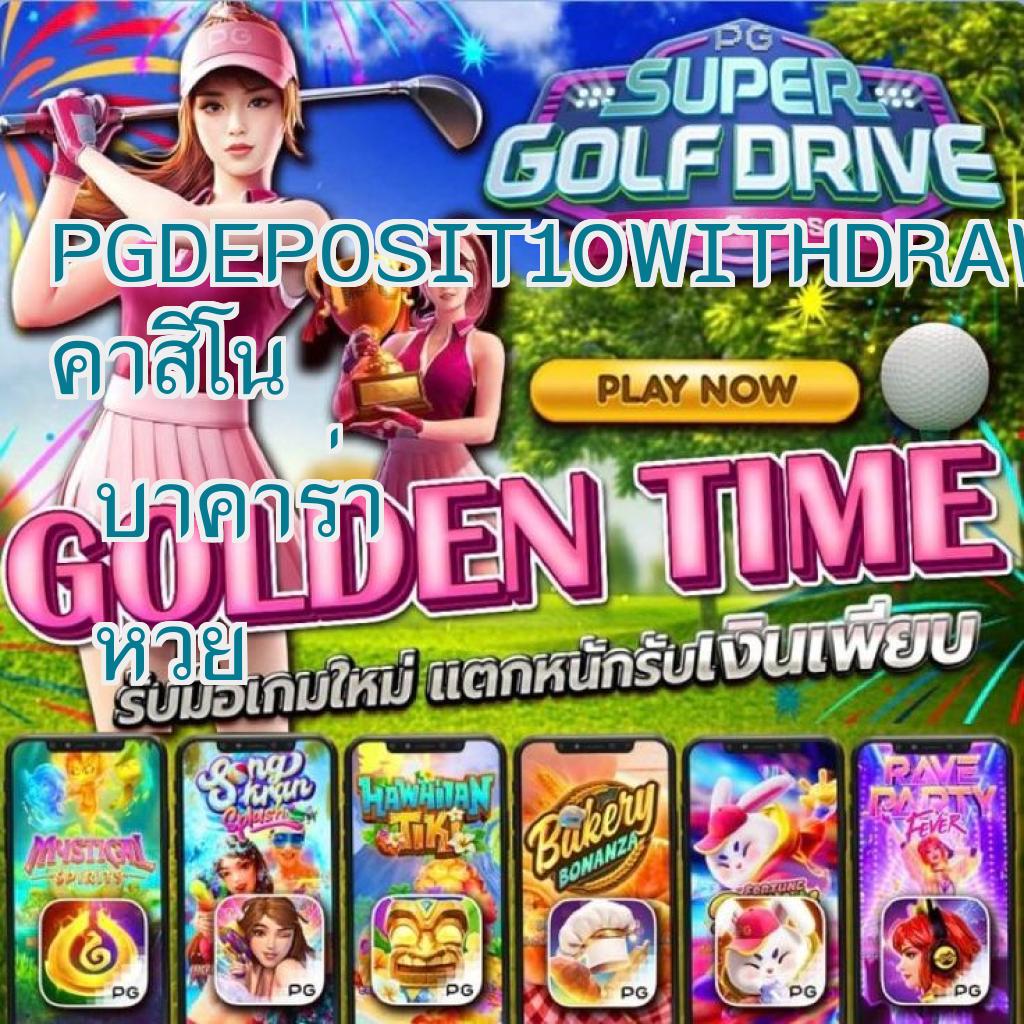 PG
PG
SUPER
GOLF DRIVE
PGDEPOSIT10WITHDRAW
คาสิโน
PLAY NOW
บาคาร่า
GOLDEN TIME
หวย
รับมือเกมใหม่ แตกหนักรับเงินเพียบ
MYSTICAL
SPIRITS
Songkran
Splash
HAWAIIAN
TIKI
Bakery
BONANZA
FORTUNE
RAVE
PARTY
FEVER
PG
PG
PG
PG
PG
PG